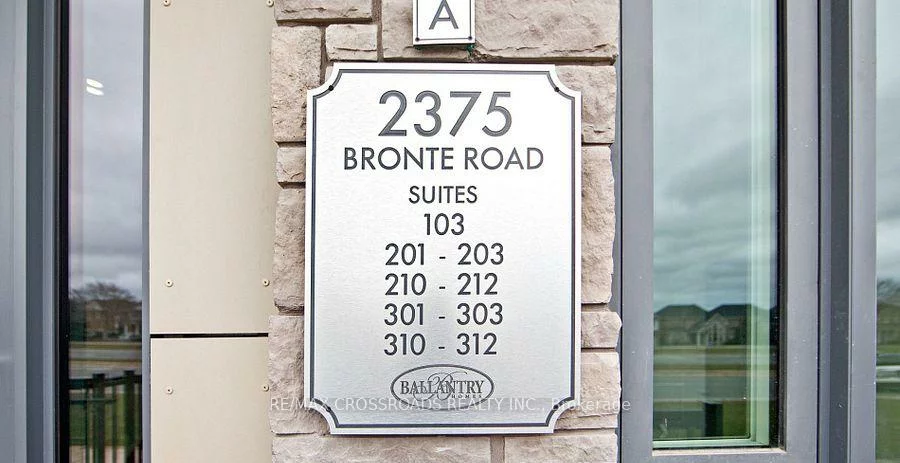 A
2375
BRONTE ROAD
SUITES
103
201 - 203
210 - 212
301 - 303
310 - 312
B
BALLANTRY
HOMES
RE/MAX CROSSROADS REALTY INC., Brokerage